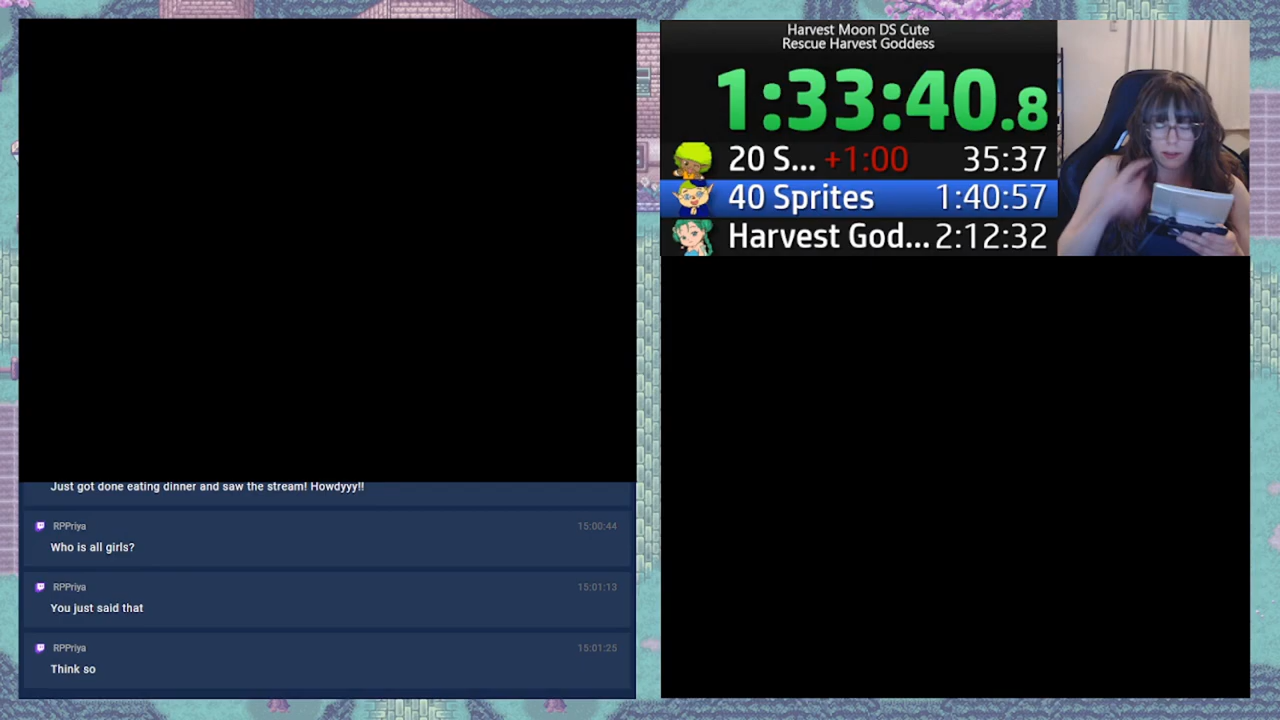 Harvest Moon DS Cute
Rescue Harvest Goddess
1:33:40.8
20 S... +1:00 35:37
40 Sprites 1:40:57
Harvest God... 2:12:32
Just got done eating dinner and saw the stream! Howdyyy!!
RPPriya 15:00:44
Who is all girls?
RPPriya 15:01:13
You just said that
RPPriya 15:01:25
Think so